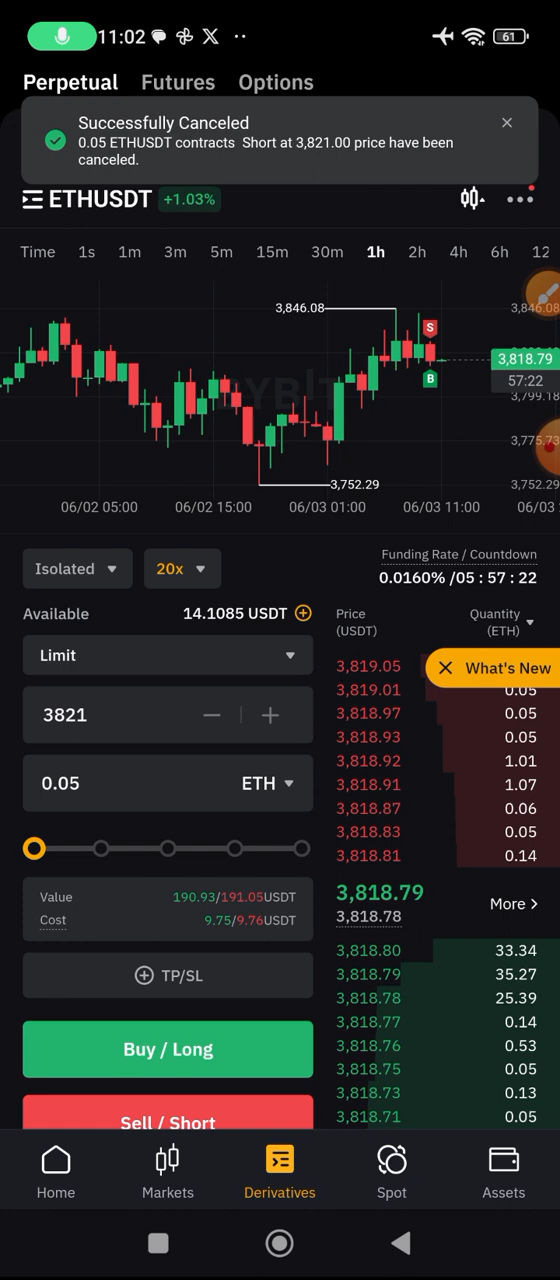 11:02
61
Perpetual Futures Options
Successfully Canceled
0.05 ETHUSDT contracts Short at 3,821.00 price have been
canceled.
ETHUSDT +1.03%
Time 1s 1m 3m 5m 15m 30m 1h 2h 4h 6h 12
3,846.08
3,846.08
S
3,818.79
57:22
B
BYBIT
3,799.18
3,775.73
3,752.29
3,752.29
06/02 05:00 06/02 15:00 06/03 01:00 06/03 11:00 06/03
Isolated 20x
Funding Rate / Countdown
0.0160% /05 : 57 : 22
Available 14.1085 USDT
Limit
3821
0.05 ETH
Value 190.93/191.05USDT
Cost 9.75/9.76USDT
TP/SL
Buy / Long
Sell / Short
Price Quantity
(USDT) (ETH)
What's New
3,819.05
3,819.01 0.05
3,818.97 0.05
3,818.93 0.05
3,818.92 1.01
3,818.91 1.07
3,818.87 0.06
3,818.83 0.05
3,818.81 0.14
3,818.79
3,818.78
More
3,818.80 33.34
3,818.79 35.27
3,818.78 25.39
3,818.77 0.14
3,818.76 0.53
3,818.75 0.05
3,818.73 0.13
3,818.71 0.05
Home Markets Derivatives Spot Assets